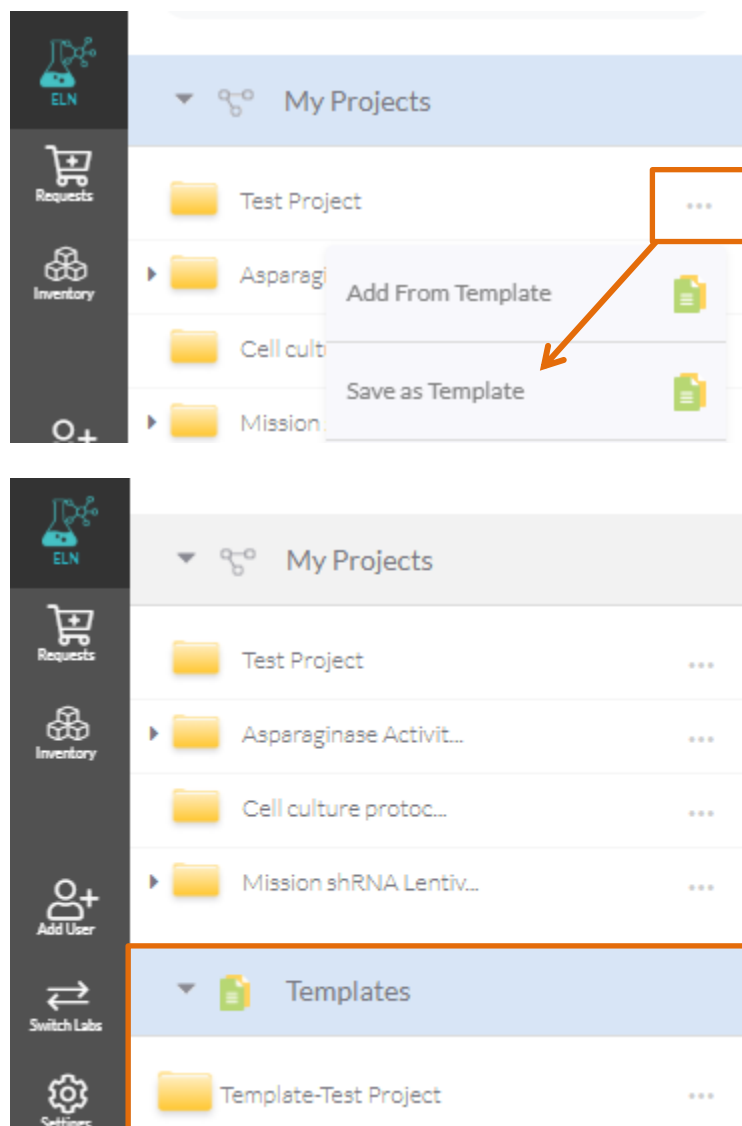 ELN
My Projects
Requests
Test Project
Inventory
Asparagi
Add From Template
Cell cult
Save as Template
Mission
ELN
My Projects
Requests
Test Project
Inventory
Asparaginase Activit...
Cell culture protoc...
Mission shRNA Lentiv...
Add User
Templates
Switch Labs
Template-Test Project
Settings